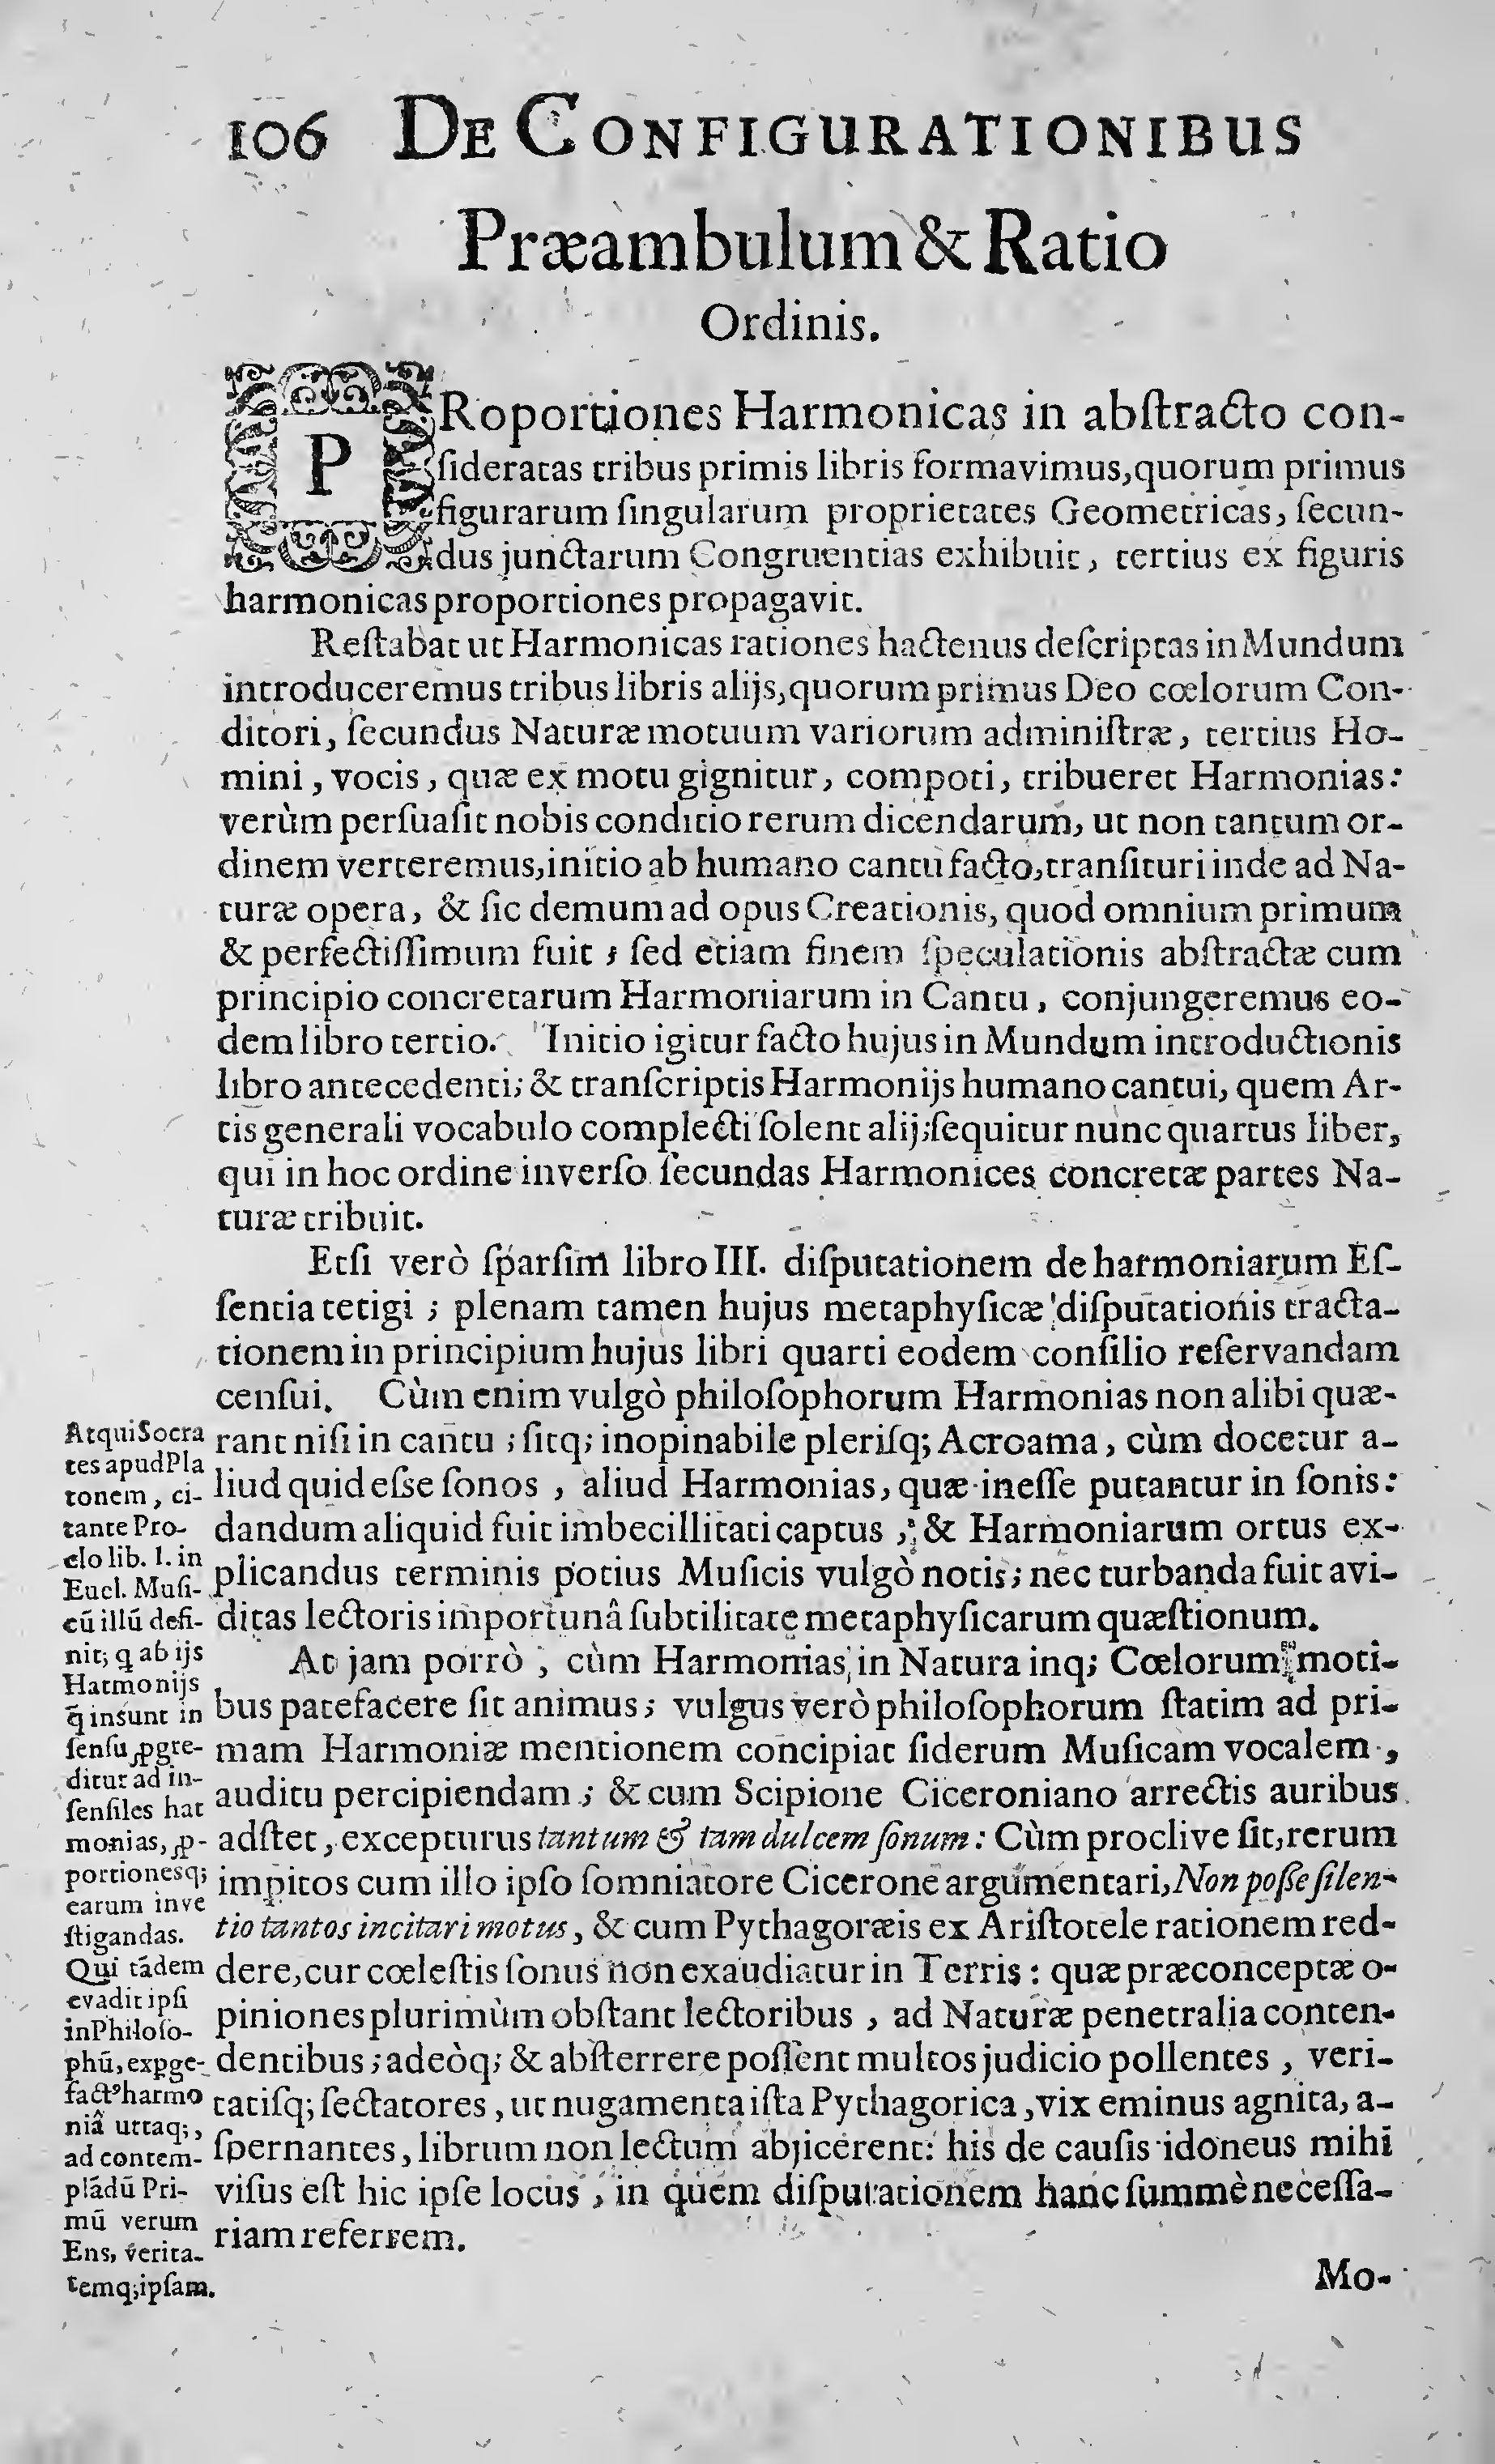 106 DE CONFIGURATIONIBUS
Præambulum & Ratio
Ordinis.
PRoportiones Harmonicas in abſtracto con-
ſideratas tribus primis libris formavimus, quorum primus
figurarum ſingularum proprietates Geometricas, ſecun-
dus junctarum Congruentias exhibuit, tertius ex figuris
harmonicas proportiones propagavit.
Reſtabat ut Harmonicas rationes hactenus deſcriptas in Mundum
introduceremus tribus libris alijs, quorum primus Deo cœlorum Con-
ditori, ſecundus Naturæ motuum variorum adminiſtræ, tertius Ho-
mini, vocis, quæ ex motu gignitur, compoti, tribueret Harmonias:
verùm perſuaſit nobis conditio rerum dicendarum, ut non tantum or-
dinem verteremus, initio ab humano cantu facto, tranſituri inde ad Na-
turæ opera, & ſic demum ad opus Creationis, quod omnium primum
& perfectiſſimum fuit; ſed etiam finem ſpeculationis abſtractæ cum
principio concretarum Harmoniarum in Cantu, conjungeremus eo-
dem libro tertio. Initio igitur facto hujus in Mundum introductionis
libro antecedenti; & tranſcriptis Harmonijs humano cantui, quem Ar-
tis generali vocabulo complecti ſolent alij; ſequitur nunc quartus liber,
qui in hoc ordine inverſo ſecundas Harmonices concretæ partes Na-
turæ tribuit.
Etſi verò ſparſim libro III. diſputationem de harmoniarum Eſ-
ſentia tetigi; plenam tamen hujus metaphyſicæ diſputationis tracta-
tionem in principium hujus libri quarti eodem conſilio reſervandam
cenſui. Cùm enim vulgò philoſophorum Harmonias non alibi quæ-
rant niſi in cantu; ſitq; inopinabile pleriſq; Acroama, cùm docetur a-
liud quid eſse ſonos, aliud Harmonias, quæ ineſſe putantur in ſonis:
dandum aliquid fuit imbecillitati captus, & Harmoniarum ortus ex-
plicandus terminis potius Muſicis vulgò notis; nec turbanda fuit avi-
ditas lectoris importunâ ſubtilitate metaphyſicarum quæſtionum.
At jam porrò, cùm Harmonias in Natura inq; Cœlorum moti-
bus patefacere ſit animus; vulgus verò philoſophorum ſtatim ad pri-
mam Harmoniæ mentionem concipiat ſiderum Muſicam vocalem,
auditu percipiendam; & cum Scipione Ciceroniano arrectis auribus
adſtet, excepturus tantum & tam dulcem ſonum: Cùm proclive ſit, rerum
impitos cum illo ipſo ſomniatore Cicerone argumentari, Non poſse ſilen-
tio tantos incitari motus, & cum Pythagoræis ex Ariſtotele rationem red-
dere, cur cœleſtis ſonus non exaudiatur in Terris: quæ præconceptæ o-
piniones plurimùm obſtant lectoribus, ad Naturæ penetralia conten-
dentibus; adeòq; & abſterrere poſſent multos judicio pollentes, veri-
tatiſq; ſectatores, ut nugamenta iſta Pythagorica, vix eminus agnita, a-
ſpernantes, librum non lectum abjicerent: his de cauſis idoneus mihi
viſus eſt hic ipſe locus, in quem diſputationem hanc ſummè neceſſa-
riam referrem.
Mo-
Atqui Socra
tes apud Pla
tonem, ci-
tante Pro-
clo lib. 1. in
Eucl. Muſi-
cū illū defi-
nit; q ab ijs
Harmonijs
q̄ insunt in
ſenſu ꝓgre-
ditur ad in-
ſenſiles har
monias, ꝓ-
portionesq;
earum inve
ſtigandas.
Qui tādem
evadit ipſi
in Philoſo-
phū, exꝑge-
fact⁹ harmo
niâ utraq;,
ad contem-
plādū Pri-
mū verum
Ens, verita-
temq; ipſam.